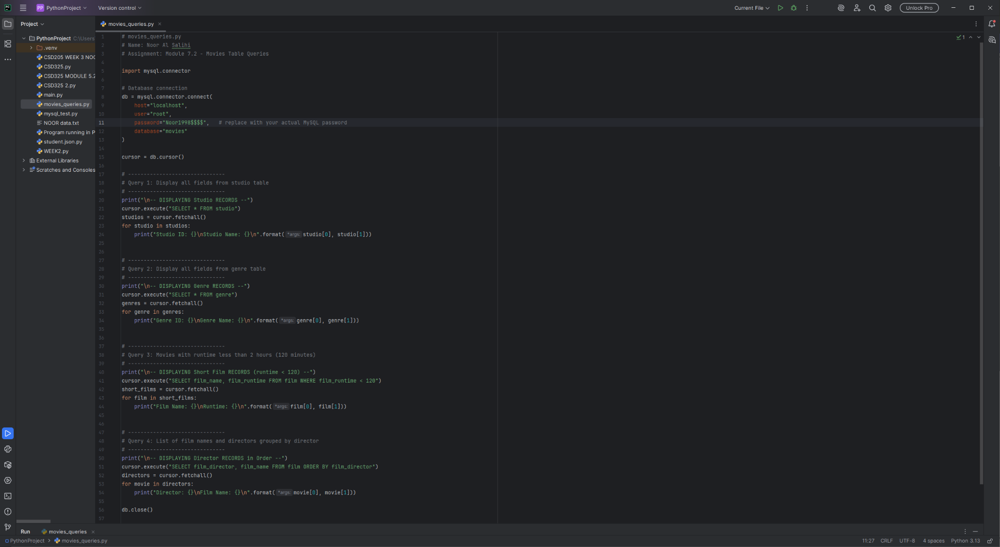 PC PP PythonProject Version control Current File Unlock Pro
Project movies_queries.py
PythonProject C:\Users
.venv
CSD205 WEEK 3 NOO
CSD325.py
CSD325 MODULE 5.2
CSD325 2.py
main.py
movies_queries.py
mysql_test.py
NOOR data.txt
Program running in P
student.json.py
WEEK2.py
External Libraries
Scratches and Consoles
1 # movies_queries.py
2 # Name: Noor Al Salihi
3 # Assignment: Module 7.2 - Movies Table Queries
4
5 import mysql.connector
6
7 # Database connection
8 db = mysql.connector.connect(
9     host="localhost",
10     user="root",
11     password="Noor1998$$$$",   # replace with your actual MySQL password
12     database="movies"
13 )
14
15 cursor = db.cursor()
16
17 # -------------------------------
18 # Query 1: Display all fields from studio table
19 # -------------------------------
20 print("\n-- DISPLAYING Studio RECORDS --")
21 cursor.execute("SELECT * FROM studio")
22 studios = cursor.fetchall()
23 for studio in studios:
24     print("Studio ID: {}\nStudio Name: {}\n".format( *args: studio[0], studio[1]))
25
26
27 # -------------------------------
28 # Query 2: Display all fields from genre table
29 # -------------------------------
30 print("\n-- DISPLAYING Genre RECORDS --")
31 cursor.execute("SELECT * FROM genre")
32 genres = cursor.fetchall()
33 for genre in genres:
34     print("Genre ID: {}\nGenre Name: {}\n".format( *args: genre[0], genre[1]))
35
36
37 # -------------------------------
38 # Query 3: Movies with runtime less than 2 hours (120 minutes)
39 # -------------------------------
40 print("\n-- DISPLAYING Short Film RECORDS (runtime < 120) --")
41 cursor.execute("SELECT film_name, film_runtime FROM film WHERE film_runtime < 120")
42 short_films = cursor.fetchall()
43 for film in short_films:
44     print("Film Name: {}\nRuntime: {}\n".format( *args: film[0], film[1]))
45
46
47 # -------------------------------
48 # Query 4: List of film names and directors grouped by director
49 # -------------------------------
50 print("\n-- DISPLAYING Director RECORDS in Order --")
51 cursor.execute("SELECT film_director, film_name FROM film ORDER BY film_director")
52 directors = cursor.fetchall()
53 for movie in directors:
54     print("Director: {}\nFilm Name: {}\n".format( *args: movie[0], movie[1]))
55
56 db.close()
57
1
Run movies_queries
PythonProject > movies_queries.py 11:27 CRLF UTF-8 4 spaces Python 3.13